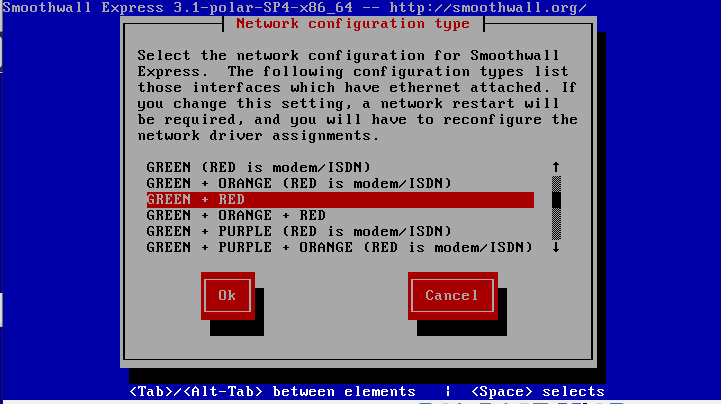 Smoothwall Express 3.1-polar-SP4-x86_64 -- http://smoothwall.org/
Network configuration type
Select the network configuration for Smoothwall
Express.  The following configuration types list
those interfaces which have ethernet attached. If
you change this setting, a network restart will
be required, and you will have to reconfigure the
network driver assignments.
GREEN (RED is modem/ISDN)
GREEN + ORANGE (RED is modem/ISDN)
GREEN + RED
GREEN + ORANGE + RED
GREEN + PURPLE (RED is modem/ISDN)
GREEN + PURPLE + ORANGE (RED is modem/ISDN)
Ok Cancel
<Tab>/<Alt-Tab> between elements   |  <Space> selects